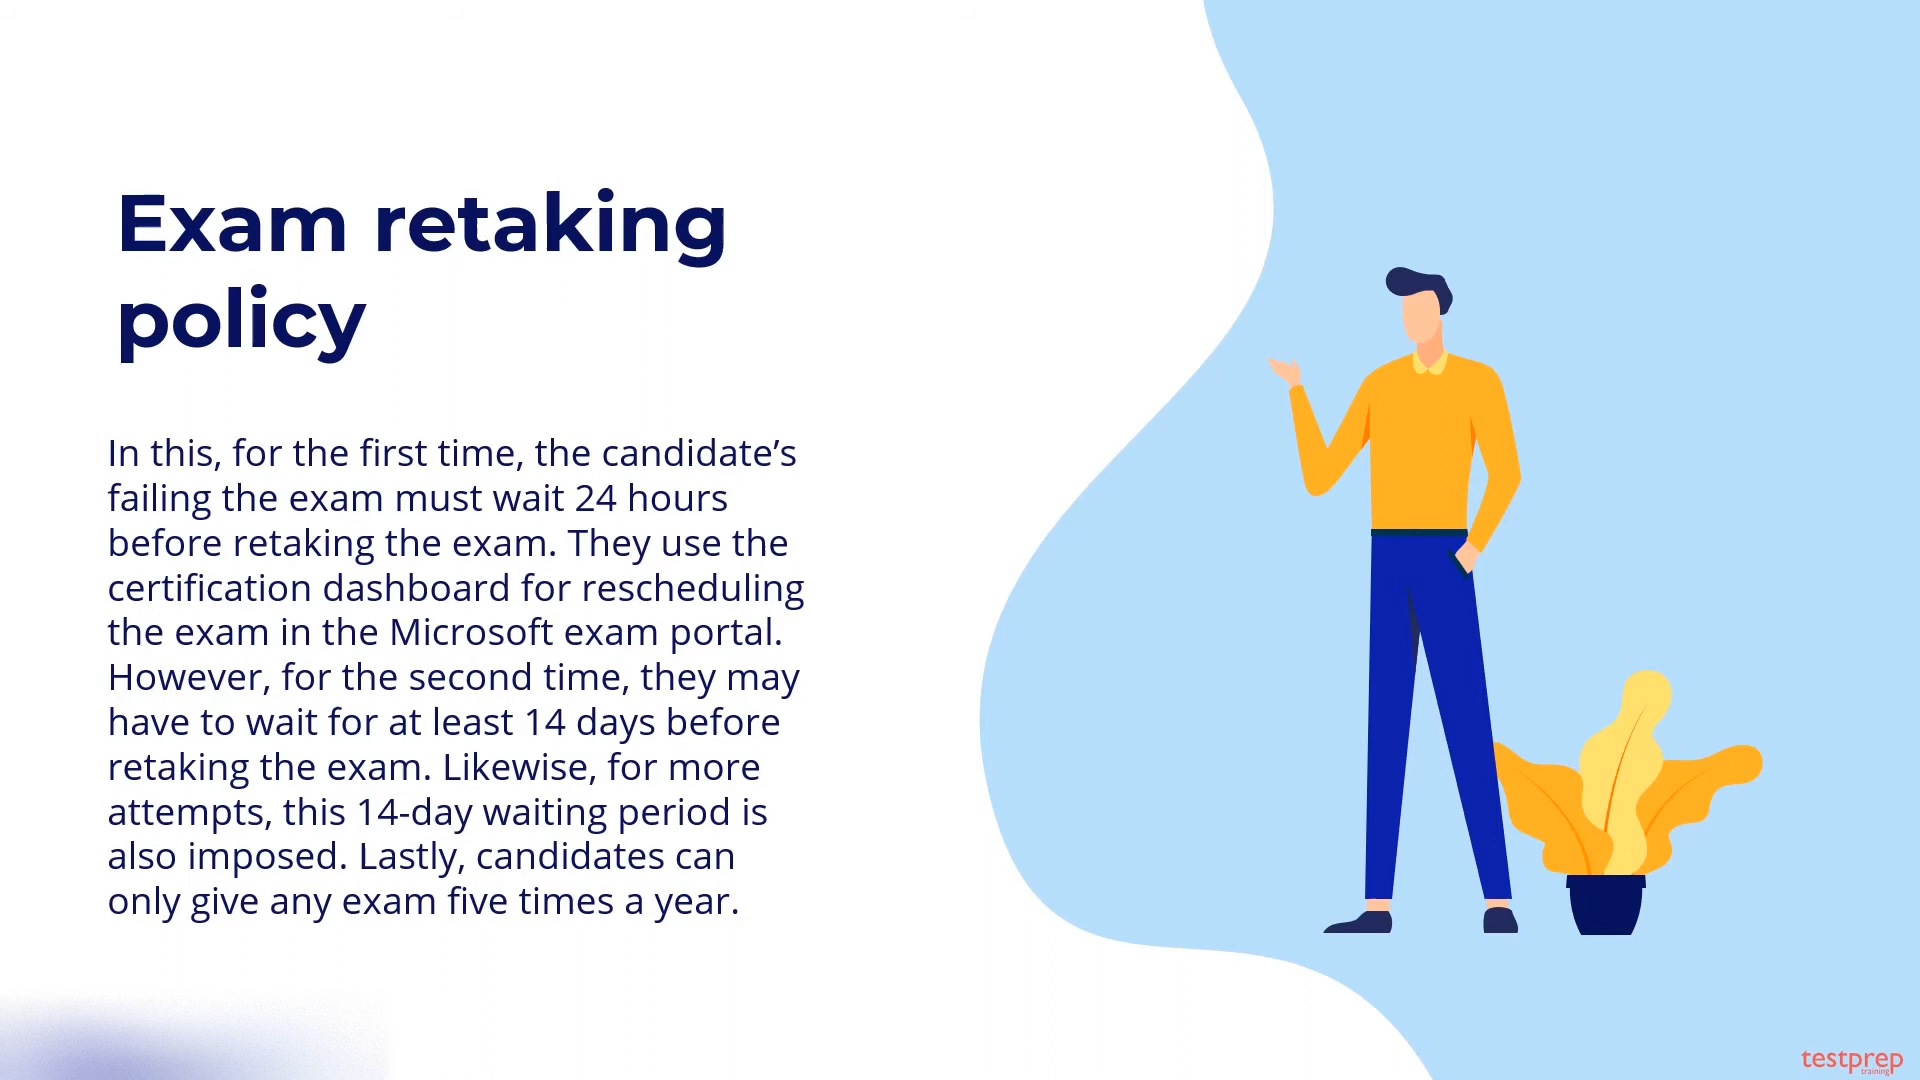 Exam retaking
policy
In this, for the first time, the candidate’s
failing the exam must wait 24 hours
before retaking the exam. They use the
certification dashboard for rescheduling
the exam in the Microsoft exam portal.
However, for the second time, they may
have to wait for at least 14 days before
retaking the exam. Likewise, for more
attempts, this 14-day waiting period is
also imposed. Lastly, candidates can
only give any exam five times a year.
testprep
training